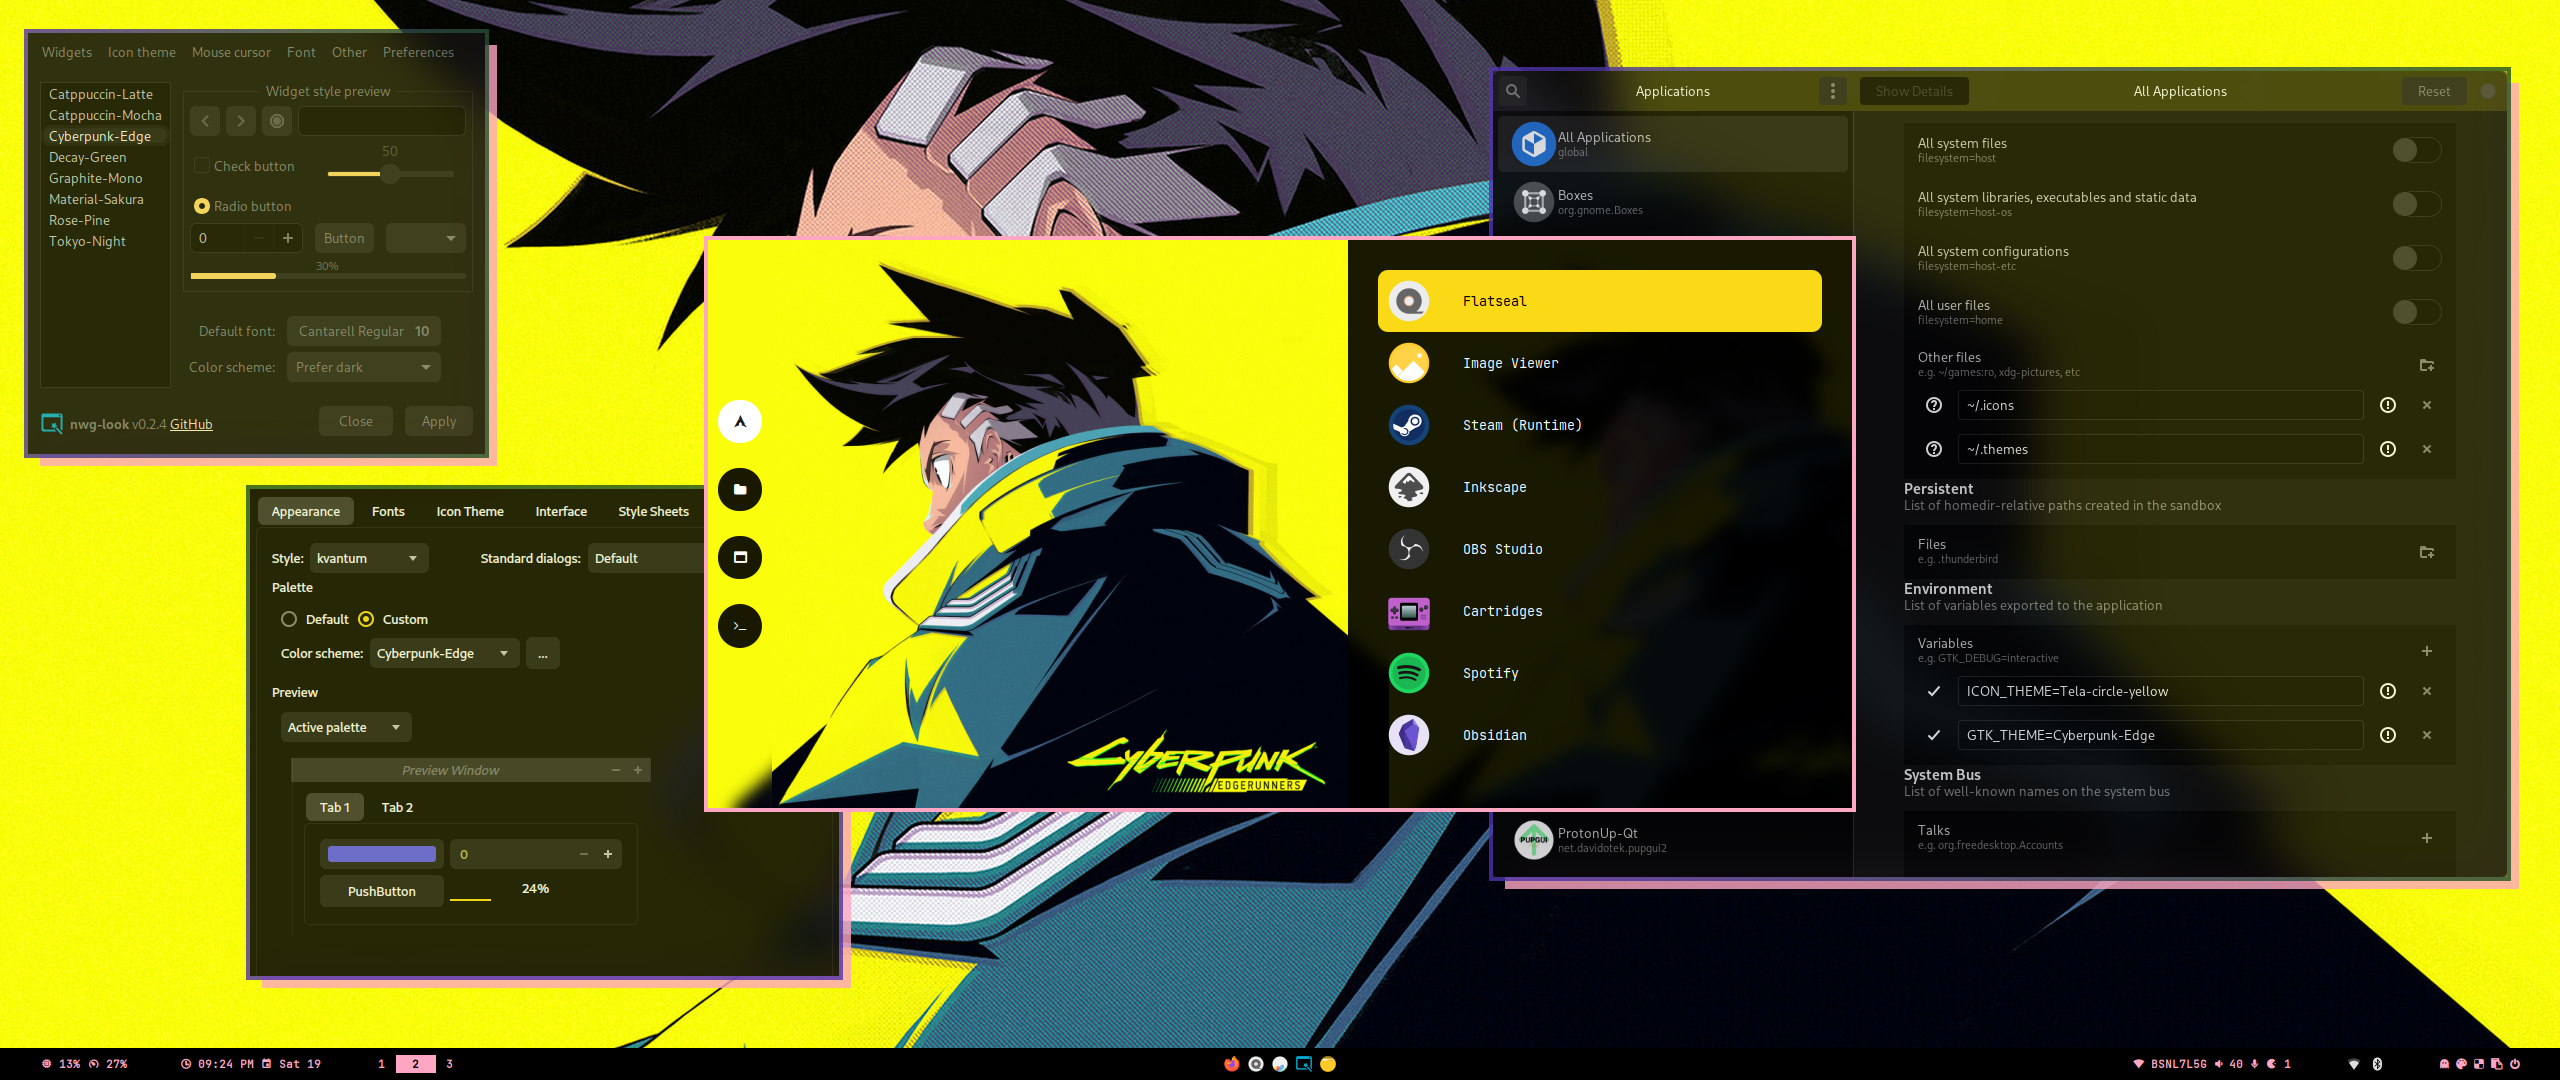 Widgets Icon theme Mouse cursor Font Other Preferences
Catppuccin-Latte
Catppuccin-Mocha
Cyberpunk-Edge
Decay-Green
Graphite-Mono
Material-Sakura
Rose-Pine
Tokyo-Night
Widget style preview
50
Check button
Radio button
0
Button
30%
Default font: Cantarell Regular 10
Color scheme: Prefer dark
nwg-look v0.2.4 GitHub
Close Apply
Appearance Fonts Icon Theme Interface Style Sheets
Style: kvantum Standard dialogs: Default
Palette
Default Custom
Color scheme: Cyberpunk-Edge ...
Preview
Active palette
Preview Window
Tab 1 Tab 2
0
PushButton 24%
CYBERPUNK
EDGERUNNERS
Flatseal
Image Viewer
Steam (Runtime)
Inkscape
OBS Studio
Cartridges
Spotify
Obsidian
Applications Show Details All Applications Reset
All Applications
global
Boxes
org.gnome.Boxes
PUPGUI
ProtonUp-Qt
net.davidotek.pupgui2
All system files
filesystem=host
All system libraries, executables and static data
filesystem=host-os
All system configurations
filesystem=host-etc
All user files
filesystem=home
Other files
e.g. ~/games:ro, xdg-pictures, etc
~/.icons
~/.themes
Persistent
List of homedir-relative paths created in the sandbox
Files
e.g. .thunderbird
Environment
List of variables exported to the application
Variables
e.g. GTK_DEBUG=interactive
ICON_THEME=Tela-circle-yellow
GTK_THEME=Cyberpunk-Edge
System Bus
List of well-known names on the system bus
Talks
e.g. org.freedesktop.Accounts
13% 27% 09:24 PM Sat 19 1 2 3 BSNL7L5G 40 1